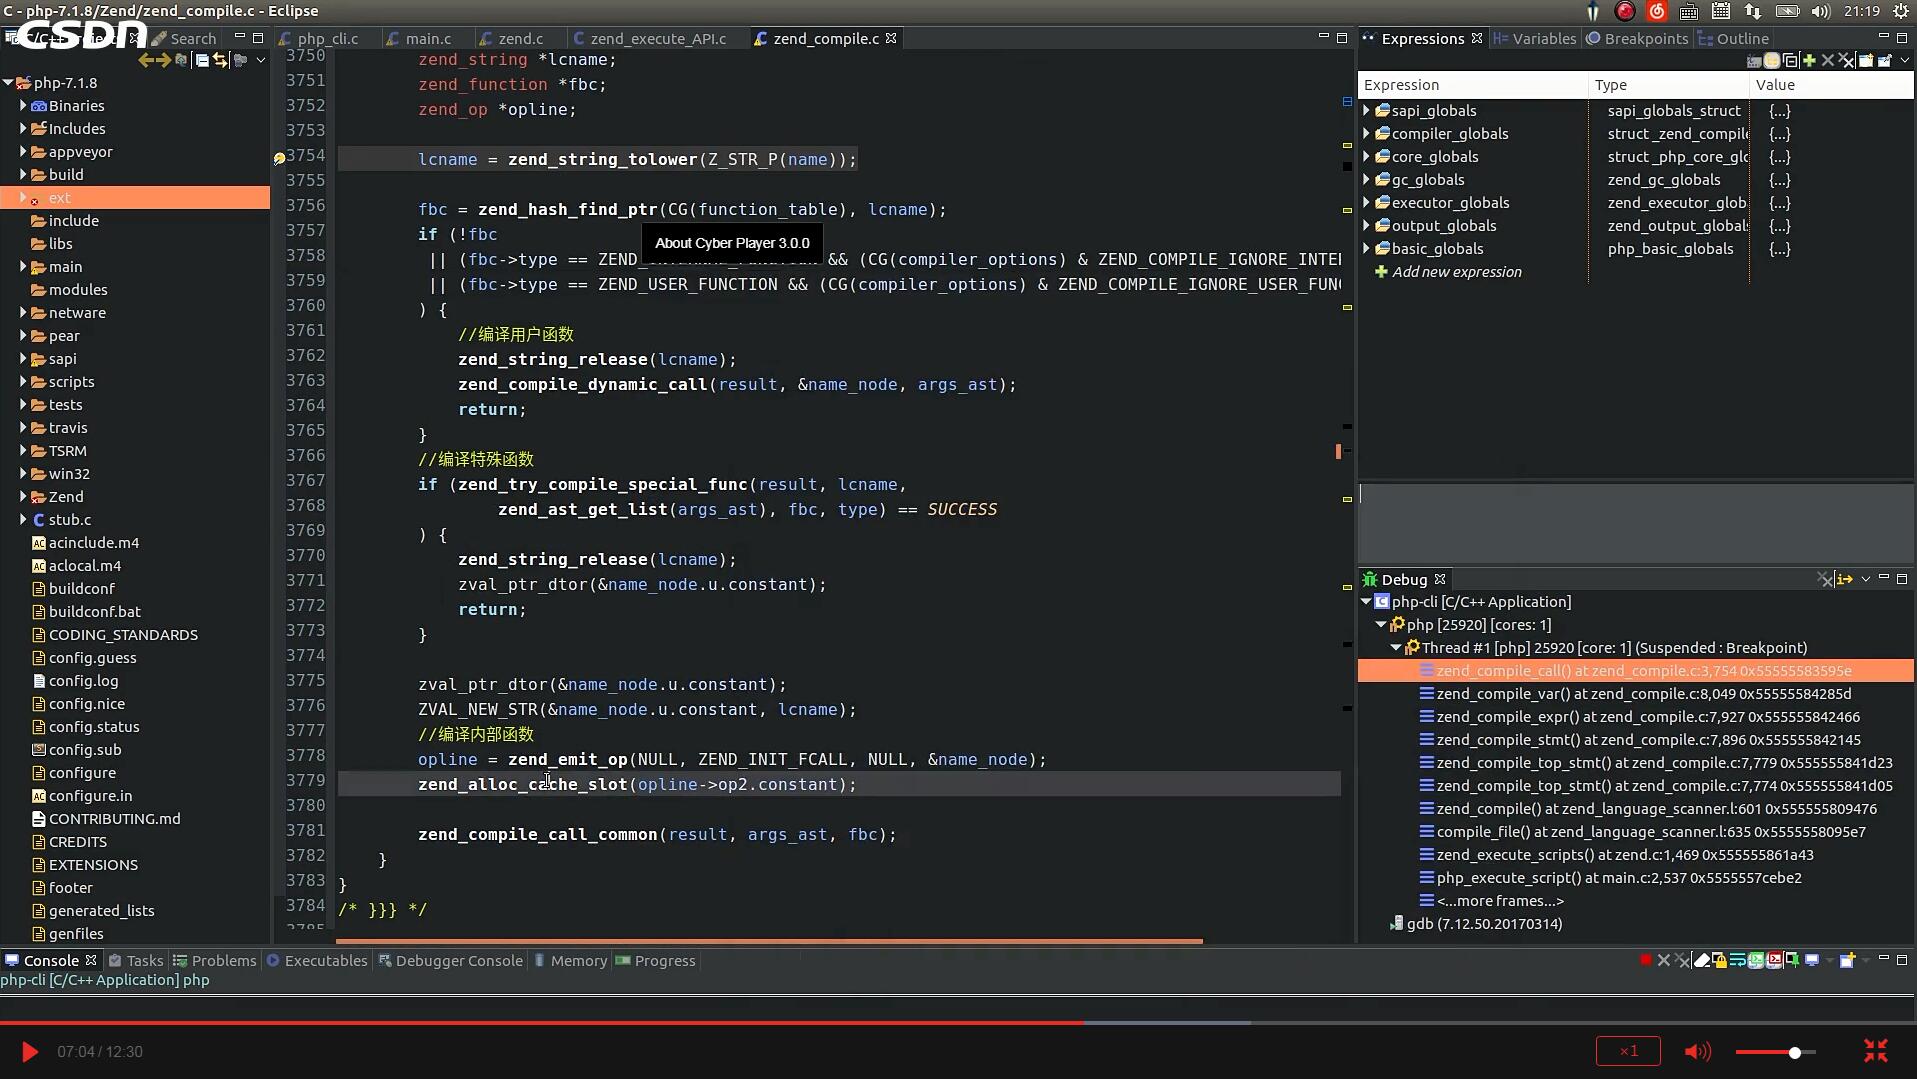 C - php-7.1.8/Zend/zend_compile.c - Eclipse
21:19
CSDN
Search
php_cli.c
main.c
zend.c
zend_execute_API.c
zend_compile.c
php-7.1.8
Binaries
Includes
appveyor
build
ext
include
libs
main
modules
netware
pear
sapi
scripts
tests
travis
TSRM
win32
Zend
stub.c
acinclude.m4
aclocal.m4
buildconf
buildconf.bat
CODING_STANDARDS
config.guess
config.log
config.nice
config.status
config.sub
configure
configure.in
CONTRIBUTING.md
CREDITS
EXTENSIONS
footer
generated_lists
genfiles
3750 zend_string *lcname;
3751 zend_function *fbc;
3752 zend_op *opline;
3753
3754 lcname = zend_string_tolower(Z_STR_P(name));
3755
3756 fbc = zend_hash_find_ptr(CG(function_table), lcname);
3757 if (!fbc
About Cyber Player 3.0.0
3758 || (fbc->type == ZEND_INTERNAL_FUNCTION && (CG(compiler_options) & ZEND_COMPILE_IGNORE_INTER
3759 || (fbc->type == ZEND_USER_FUNCTION && (CG(compiler_options) & ZEND_COMPILE_IGNORE_USER_FUNC
3760 ) {
3761 //编译用户函数
3762 zend_string_release(lcname);
3763 zend_compile_dynamic_call(result, &name_node, args_ast);
3764 return;
3765 }
3766 //编译特殊函数
3767 if (zend_try_compile_special_func(result, lcname,
3768 zend_ast_get_list(args_ast), fbc, type) == SUCCESS
3769 ) {
3770 zend_string_release(lcname);
3771 zval_ptr_dtor(&name_node.u.constant);
3772 return;
3773 }
3774
3775 zval_ptr_dtor(&name_node.u.constant);
3776 ZVAL_NEW_STR(&name_node.u.constant, lcname);
3777 //编译内部函数
3778 opline = zend_emit_op(NULL, ZEND_INIT_FCALL, NULL, &name_node);
3779 zend_alloc_cache_slot(opline->op2.constant);
3780
3781 zend_compile_call_common(result, args_ast, fbc);
3782 }
3783 }
3784 /* }}} */
3785
Expressions
Variables
Breakpoints
Outline
Expression Type Value
sapi_globals sapi_globals_struct {...}
compiler_globals struct _zend_compile {...}
core_globals struct _php_core_glo {...}
gc_globals zend_gc_globals {...}
executor_globals zend_executor_glob {...}
output_globals zend_output_globals {...}
basic_globals php_basic_globals {...}
Add new expression
Debug
php-cli [C/C++ Application]
php [25920] [cores: 1]
Thread #1 [php] 25920 [core: 1] (Suspended : Breakpoint)
zend_compile_call() at zend_compile.c:3,754 0x55555583595e
zend_compile_var() at zend_compile.c:8,049 0x55555584285d
zend_compile_expr() at zend_compile.c:7,927 0x555555842466
zend_compile_stmt() at zend_compile.c:7,896 0x555555842145
zend_compile_top_stmt() at zend_compile.c:7,779 0x555555841d23
zend_compile_top_stmt() at zend_compile.c:7,774 0x555555841d05
zend_compile() at zend_language_scanner.l:601 0x555555809476
compile_file() at zend_language_scanner.l:635 0x5555558095e7
zend_execute_scripts() at zend.c:1,469 0x555555861a43
php_execute_script() at main.c:2,537 0x5555557cebe2
<...more frames...>
gdb (7.12.50.20170314)
Console
Tasks
Problems
Executables
Debugger Console
Memory
Progress
php-cli [C/C++ Application] php
07:04 / 12:30
×1